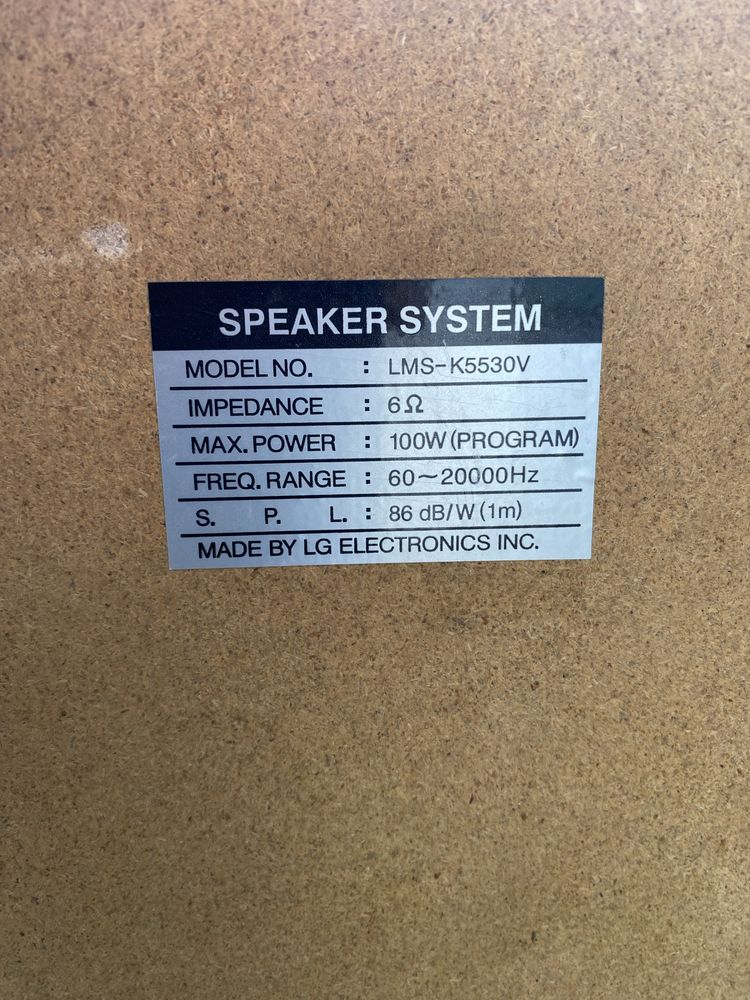 SPEAKER SYSTEM
MODEL NO. : LMS-K5530V
IMPEDANCE : 6Ω
MAX. POWER : 100W (PROGRAM)
FREQ. RANGE : 60~20000Hz
S. P. L. : 86 dB/W (1m)
MADE BY LG ELECTRONICS INC.